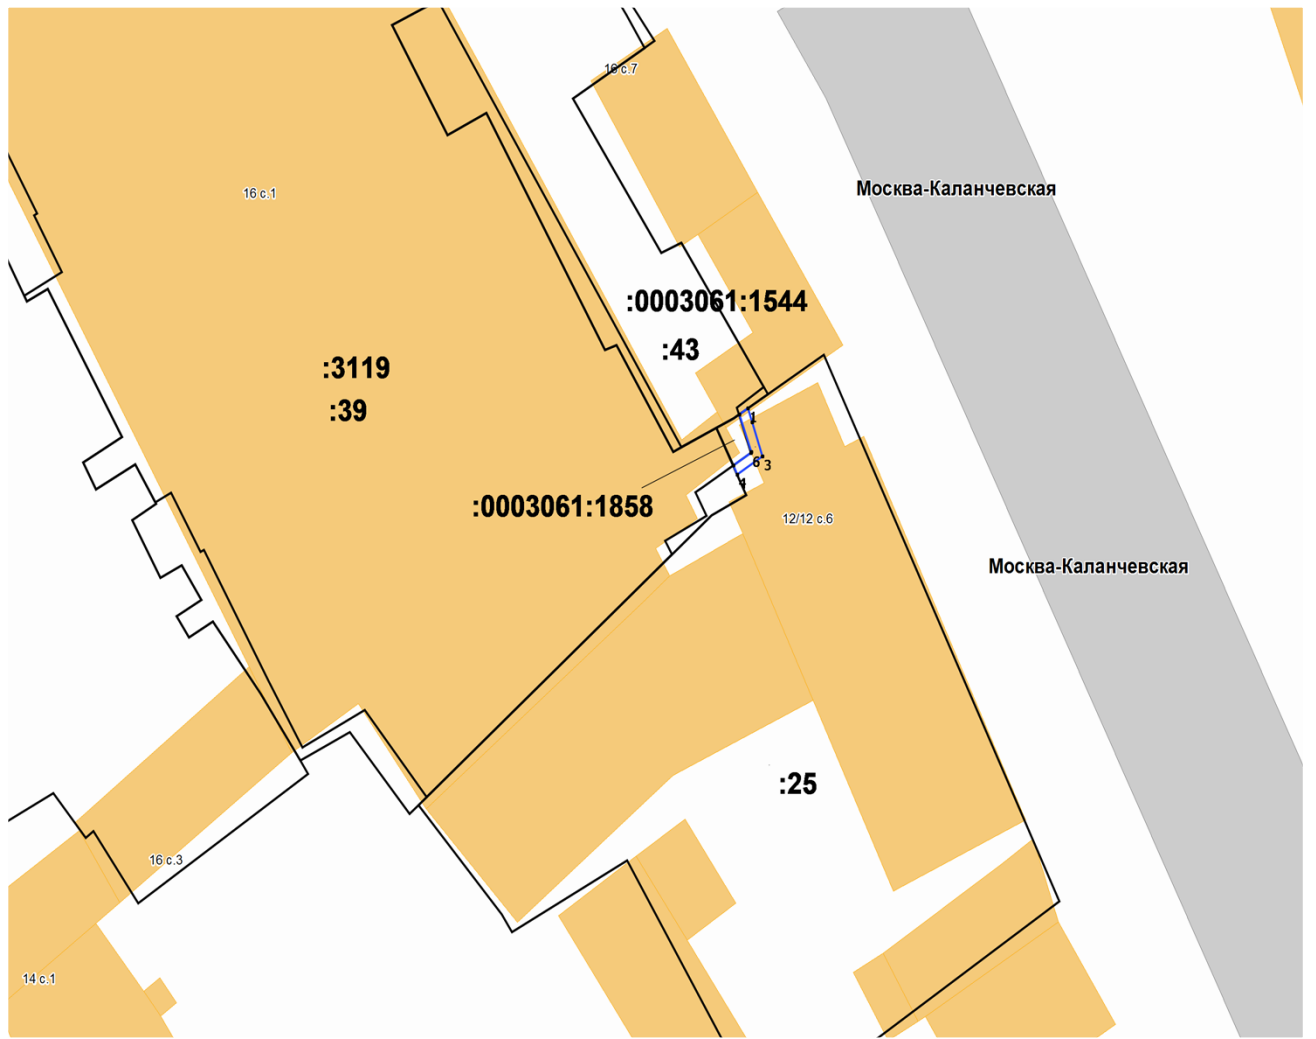 16 с.7
Москва-Каланчевская
16 с.1
:0003061:1544
:43
:3119
:39
1
6
3
4
:0003061:1858
12/12 с.6
Москва-Каланчевская
:25
16 с.3
14 с.1